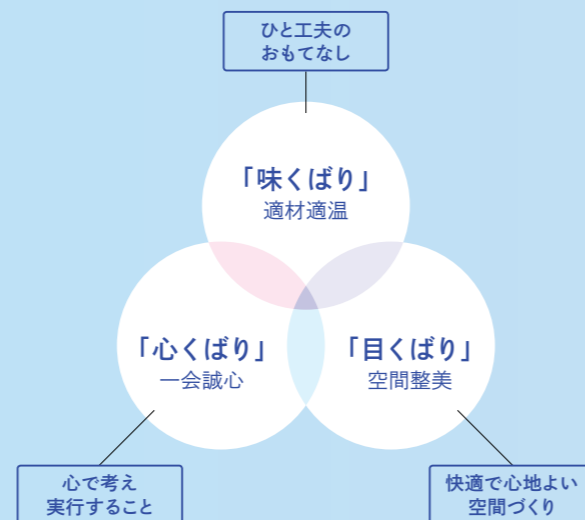 ひと工夫の
おもてなし
「味くばり」
適材適温
「心くばり」
一会誠心
「目くばり」
空間整美
心で考え
実行すること
快適で心地よい
空間づくり